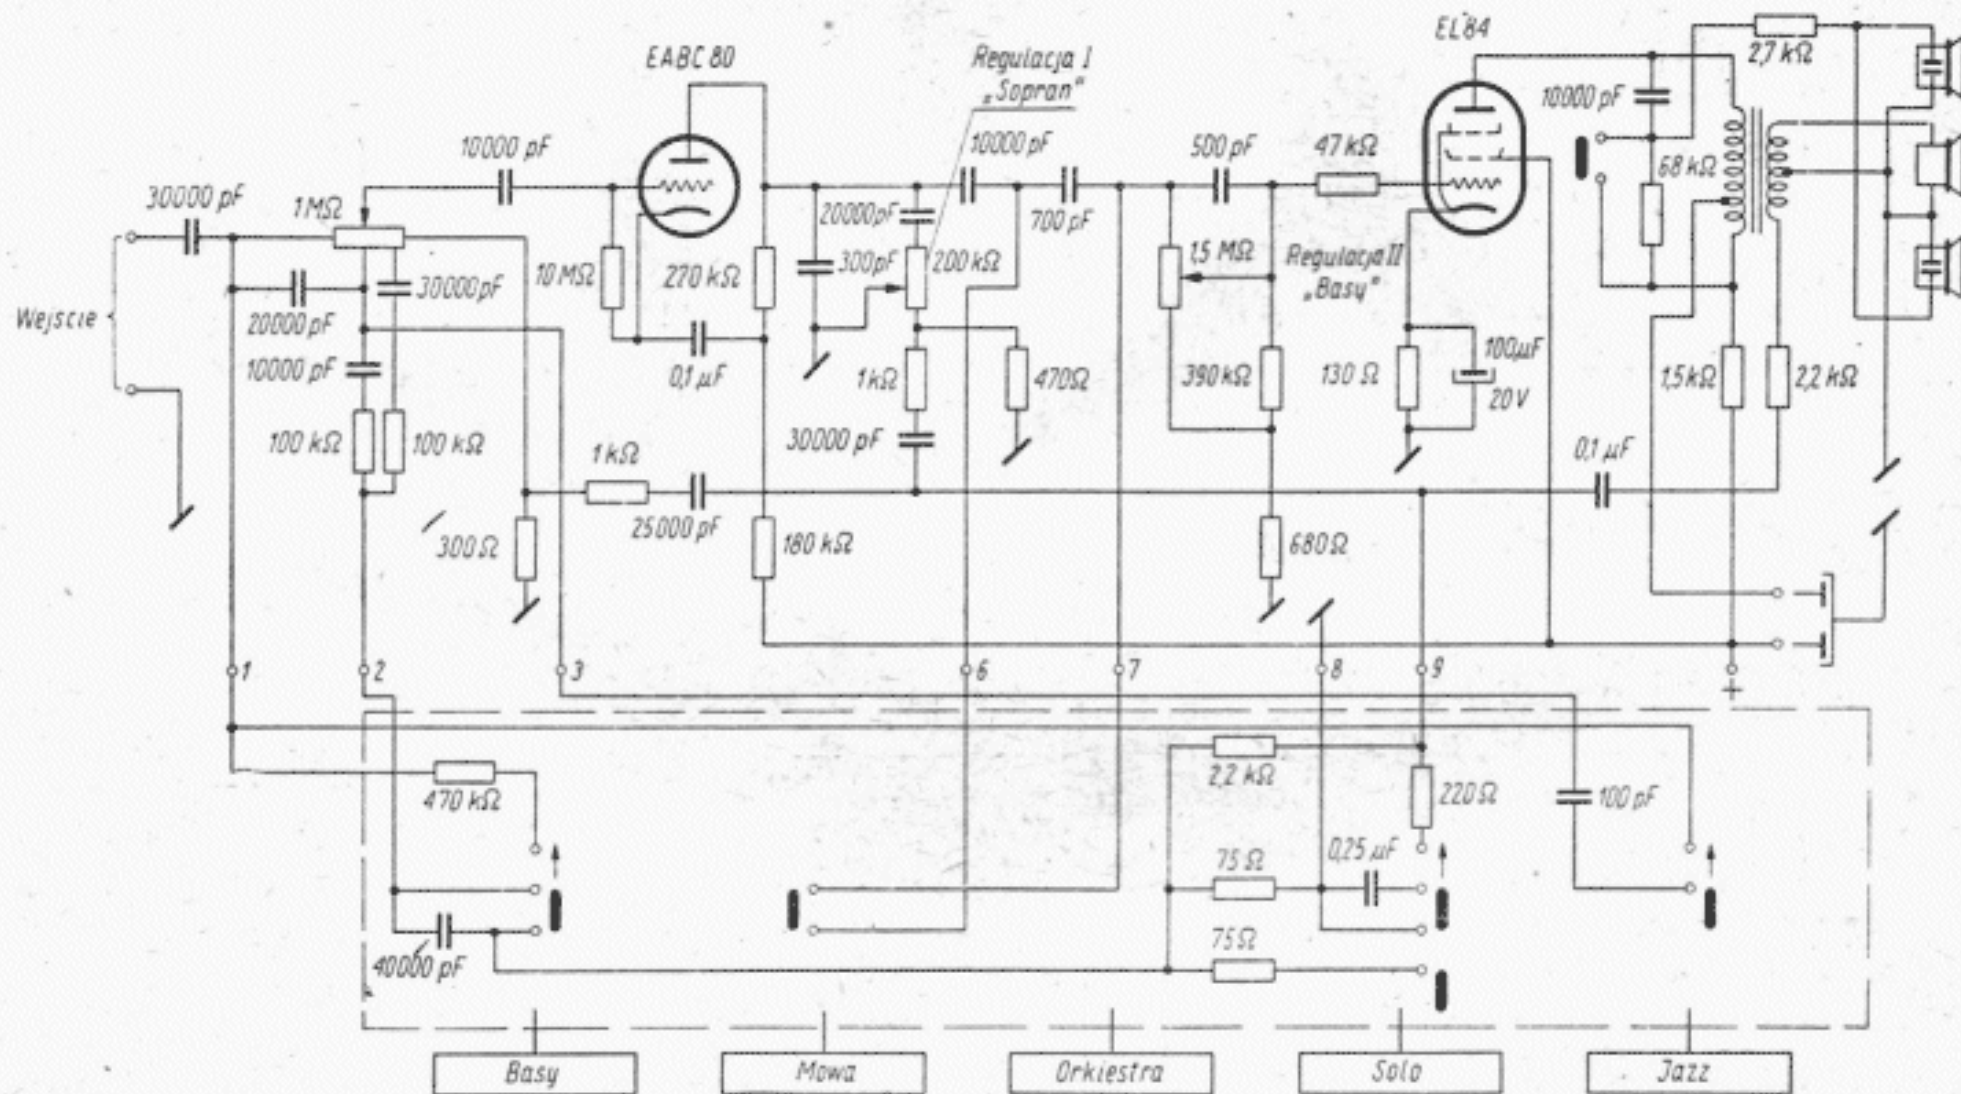 EABC 80
Regulacja I
„Sopran"
EL 84
2,7 kΩ
10000 pF
10000 pF
10000 pF
500 pF
47 kΩ
30000 pF
1 MΩ
20000 pF
700 pF
68 kΩ
10 MΩ
270 kΩ
300 pF
200 kΩ
1,5 MΩ
Regulacja II
„Basy"
30000 pF
Wejście
20000 pF
10000 pF
0,1 µF
1 kΩ
470 Ω
390 kΩ
130 Ω
100 µF
20 V
1,5 kΩ
2,2 kΩ
100 kΩ
100 kΩ
1 kΩ
30000 pF
0,1 µF
300 Ω
25000 pF
180 kΩ
680 Ω
1
2
3
6
7
8
9
+
470 kΩ
2,2 kΩ
220 Ω
100 pF
75 Ω
0,25 µF
40000 pF
75 Ω
Basy
Mowa
Orkiestra
Solo
Jazz